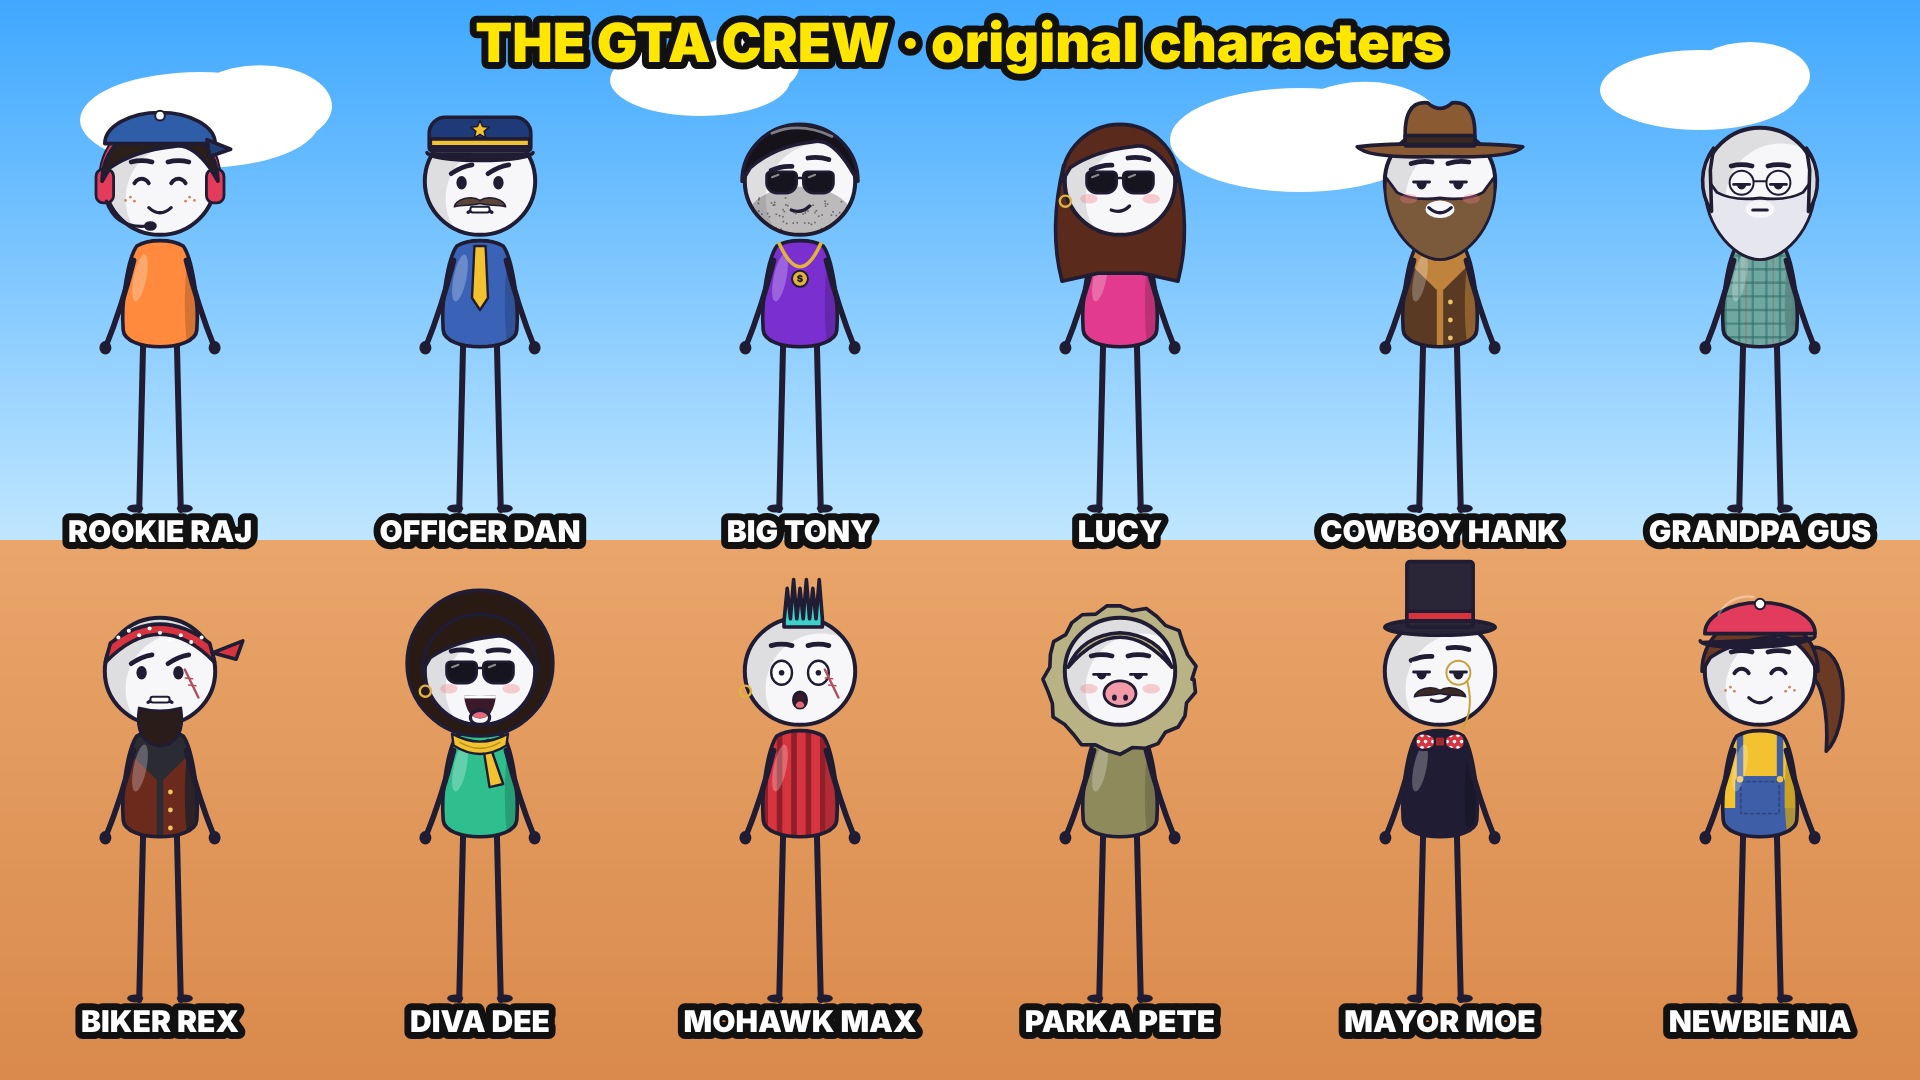 THE GTA CREW • original characters
$
ROOKIE RAJ
OFFICER DAN
BIG TONY
LUCY
COWBOY HANK
GRANDPA GUS
BIKER REX
DIVA DEE
MOHAWK MAX
PARKA PETE
MAYOR MOE
NEWBIE NIA